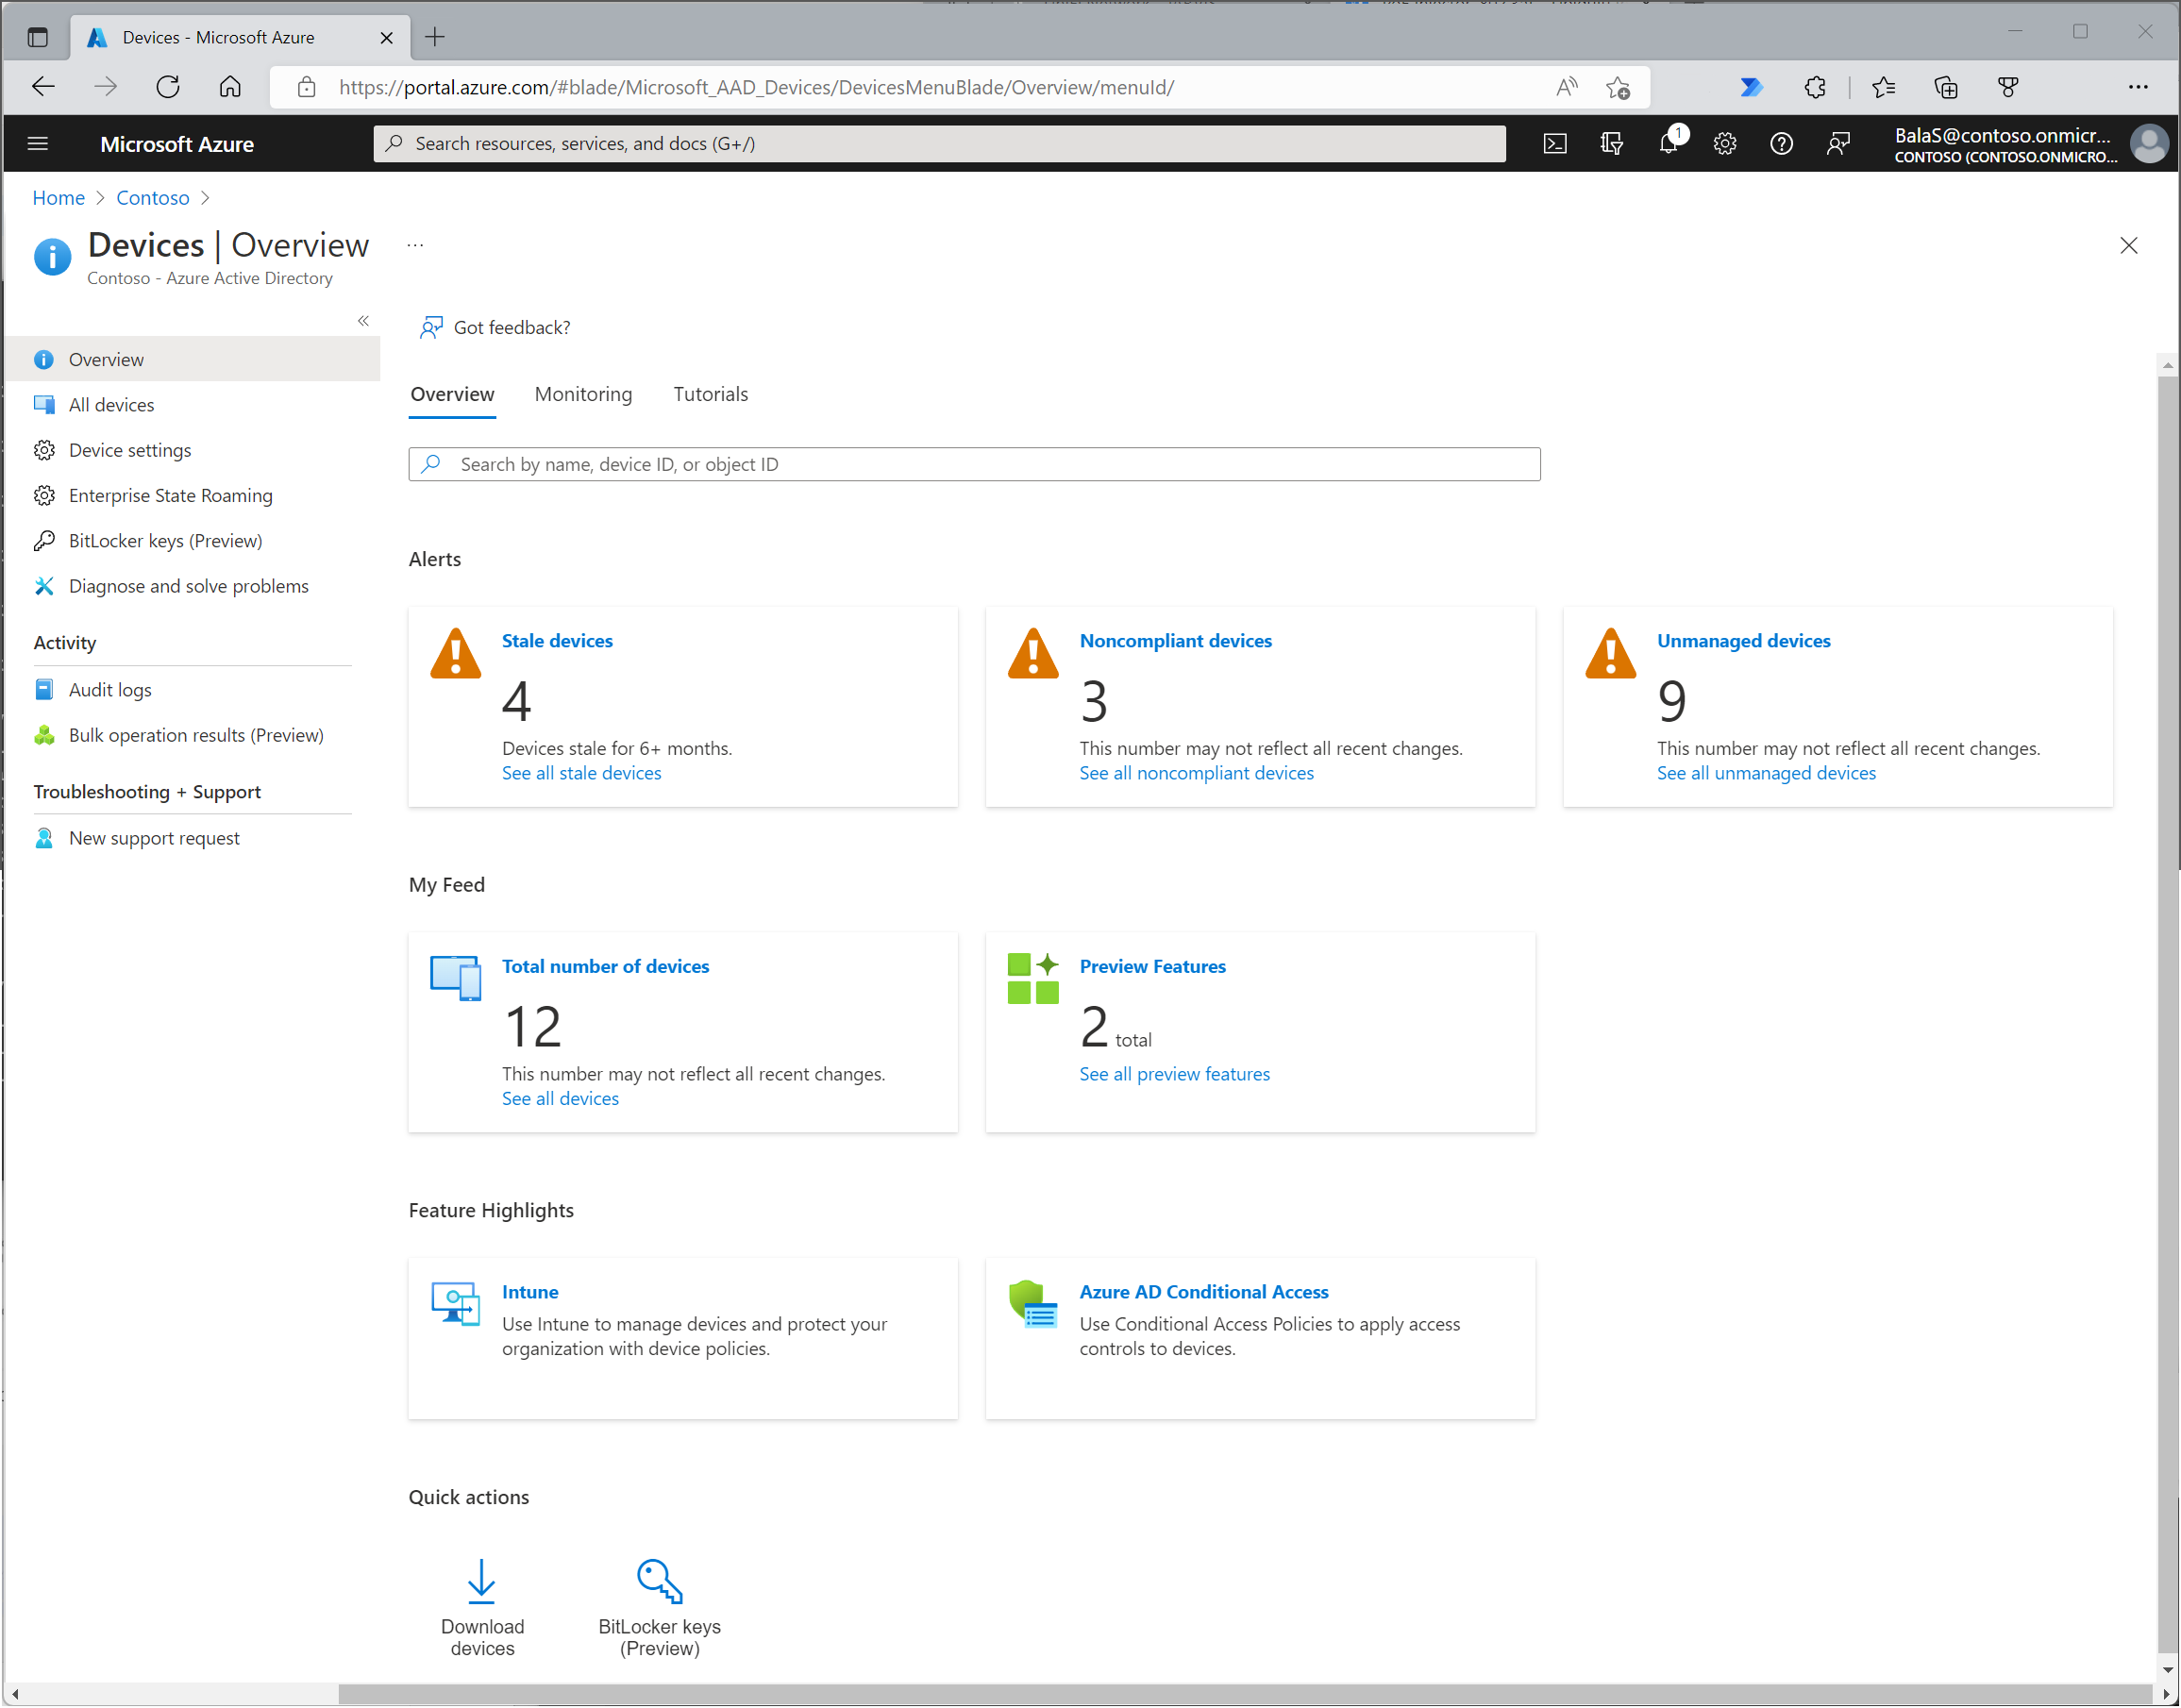 Devices - Microsoft Azure
https://portal.azure.com/#blade/Microsoft_AAD_Devices/DevicesMenuBlade/Overview/menuId/
Microsoft Azure
Search resources, services, and docs (G+/)
1
BalaS@contoso.onmicr...
CONTOSO (CONTOSO.ONMICRO...
Home > Contoso >
Devices | Overview ...
Contoso - Azure Active Directory
«
Overview
All devices
Device settings
Enterprise State Roaming
BitLocker keys (Preview)
Diagnose and solve problems
Activity
Audit logs
Bulk operation results (Preview)
Troubleshooting + Support
New support request
Got feedback?
Overview
Monitoring
Tutorials
Search by name, device ID, or object ID
Alerts
Stale devices
4
Devices stale for 6+ months.
See all stale devices
Noncompliant devices
3
This number may not reflect all recent changes.
See all noncompliant devices
Unmanaged devices
9
This number may not reflect all recent changes.
See all unmanaged devices
My Feed
Total number of devices
12
This number may not reflect all recent changes.
See all devices
Preview Features
2 total
See all preview features
Feature Highlights
Intune
Use Intune to manage devices and protect your
organization with device policies.
Azure AD Conditional Access
Use Conditional Access Policies to apply access
controls to devices.
Quick actions
Download
devices
BitLocker keys
(Preview)